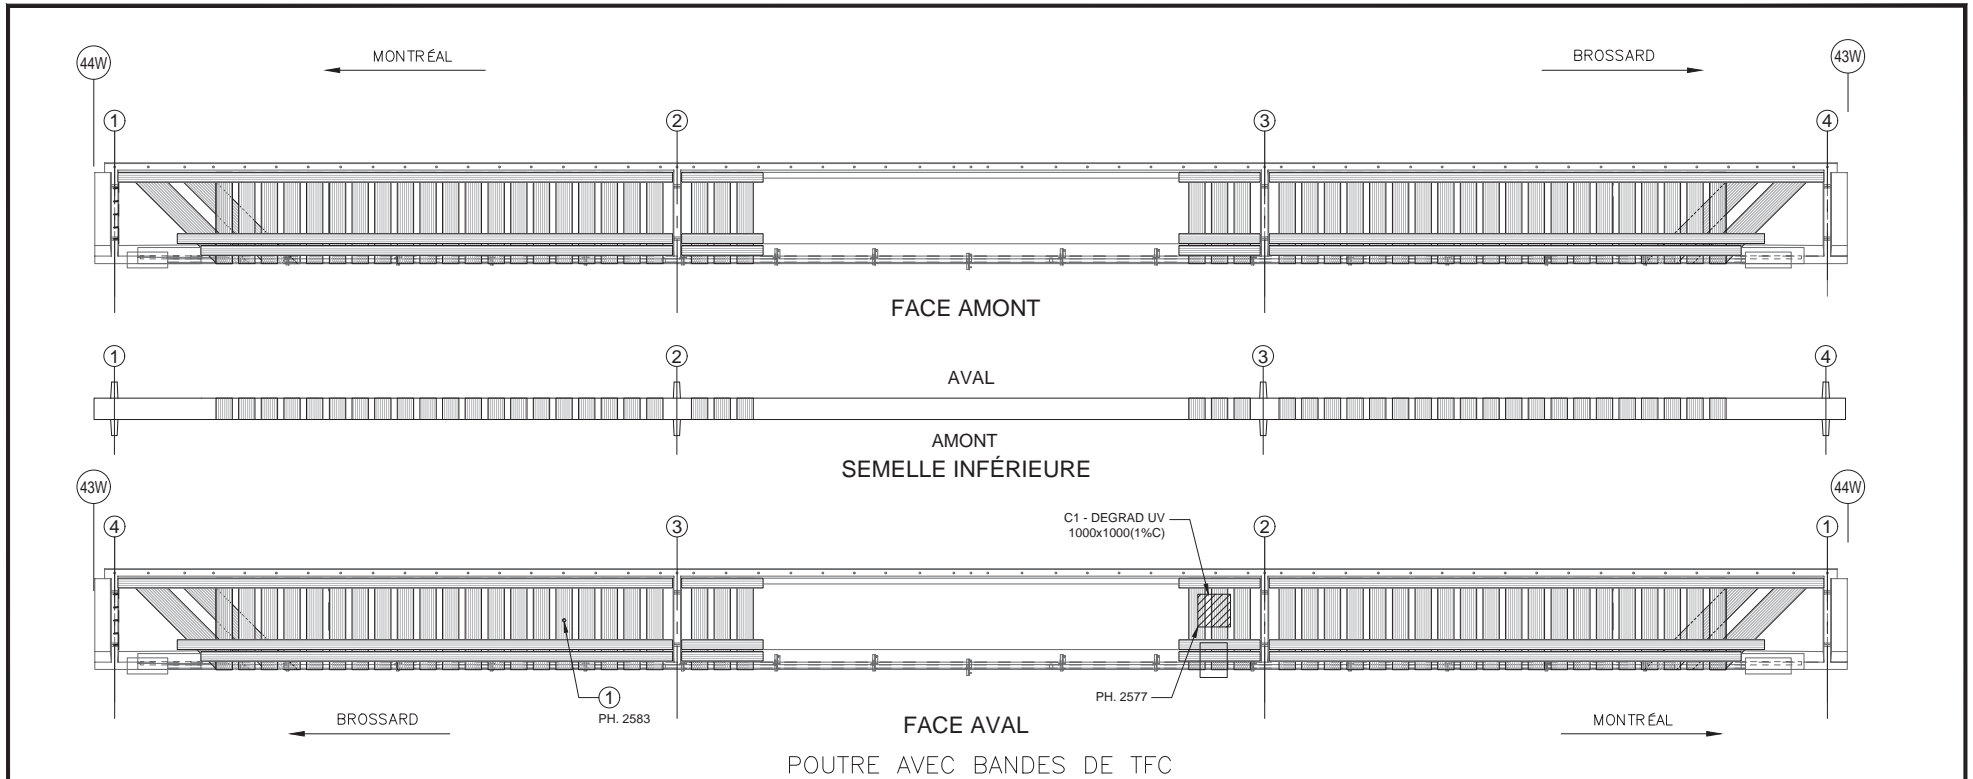 44W
MONTRÉAL
BROSSARD
43W
1
2
3
4
FACE AMONT
1
2
3
4
AVAL
AMONT
SEMELLE INFÉRIEURE
43W
44W
4
3
C1 - DEGRAD UV
1000x1000(1%C)
2
1
1
PH. 2583
PH. 2577
BROSSARD
FACE AVAL
MONTRÉAL
POUTRE AVEC BANDES DE TFC